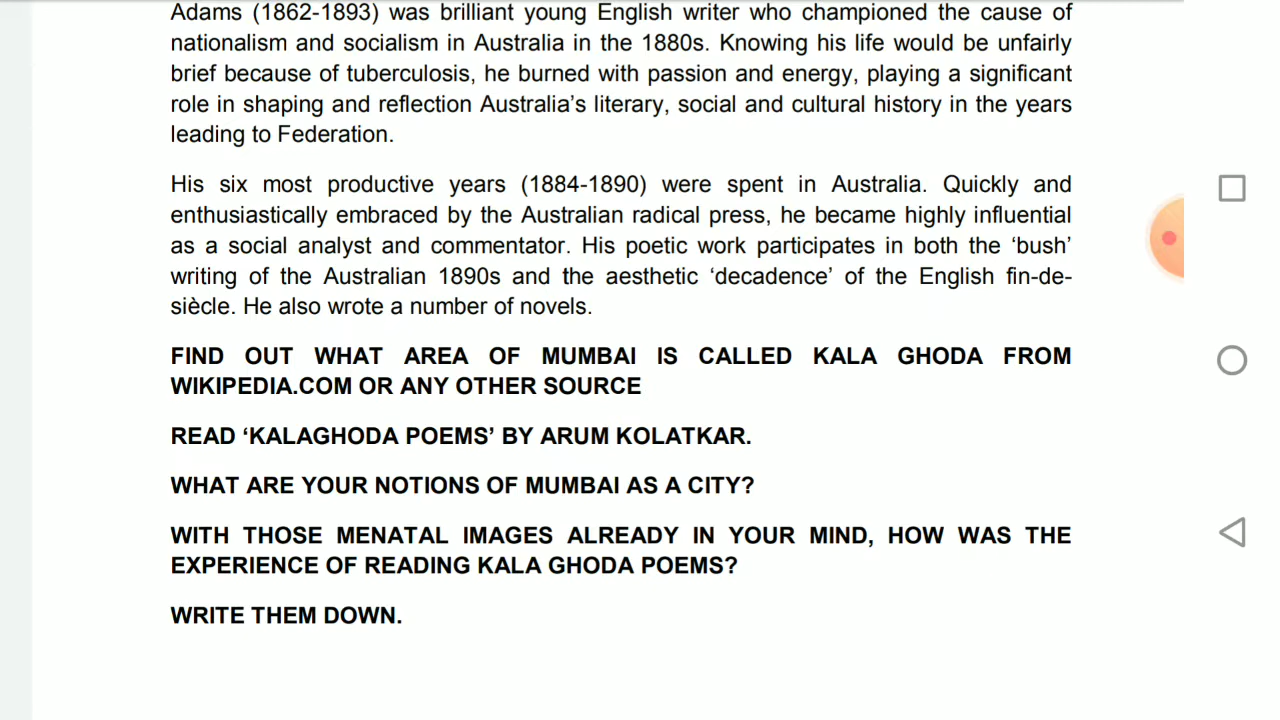 Adams (1862-1893) was brilliant young English writer who championed the cause of
nationalism and socialism in Australia in the 1880s. Knowing his life would be unfairly
brief because of tuberculosis, he burned with passion and energy, playing a significant
role in shaping and reflection Australia's literary, social and cultural history in the years
leading to Federation.
His six most productive years (1884-1890) were spent in Australia. Quickly and
enthusiastically embraced by the Australian radical press, he became highly influential
as a social analyst and commentator. His poetic work participates in both the ‘bush’
writing of the Australian 1890s and the aesthetic ‘decadence’ of the English fin-de-
siècle. He also wrote a number of novels.
FIND OUT WHAT AREA OF MUMBAI IS CALLED KALA GHODA FROM
WIKIPEDIA.COM OR ANY OTHER SOURCE
READ ‘KALAGHODA POEMS’ BY ARUM KOLATKAR.
WHAT ARE YOUR NOTIONS OF MUMBAI AS A CITY?
WITH THOSE MENATAL IMAGES ALREADY IN YOUR MIND, HOW WAS THE
EXPERIENCE OF READING KALA GHODA POEMS?
WRITE THEM DOWN.